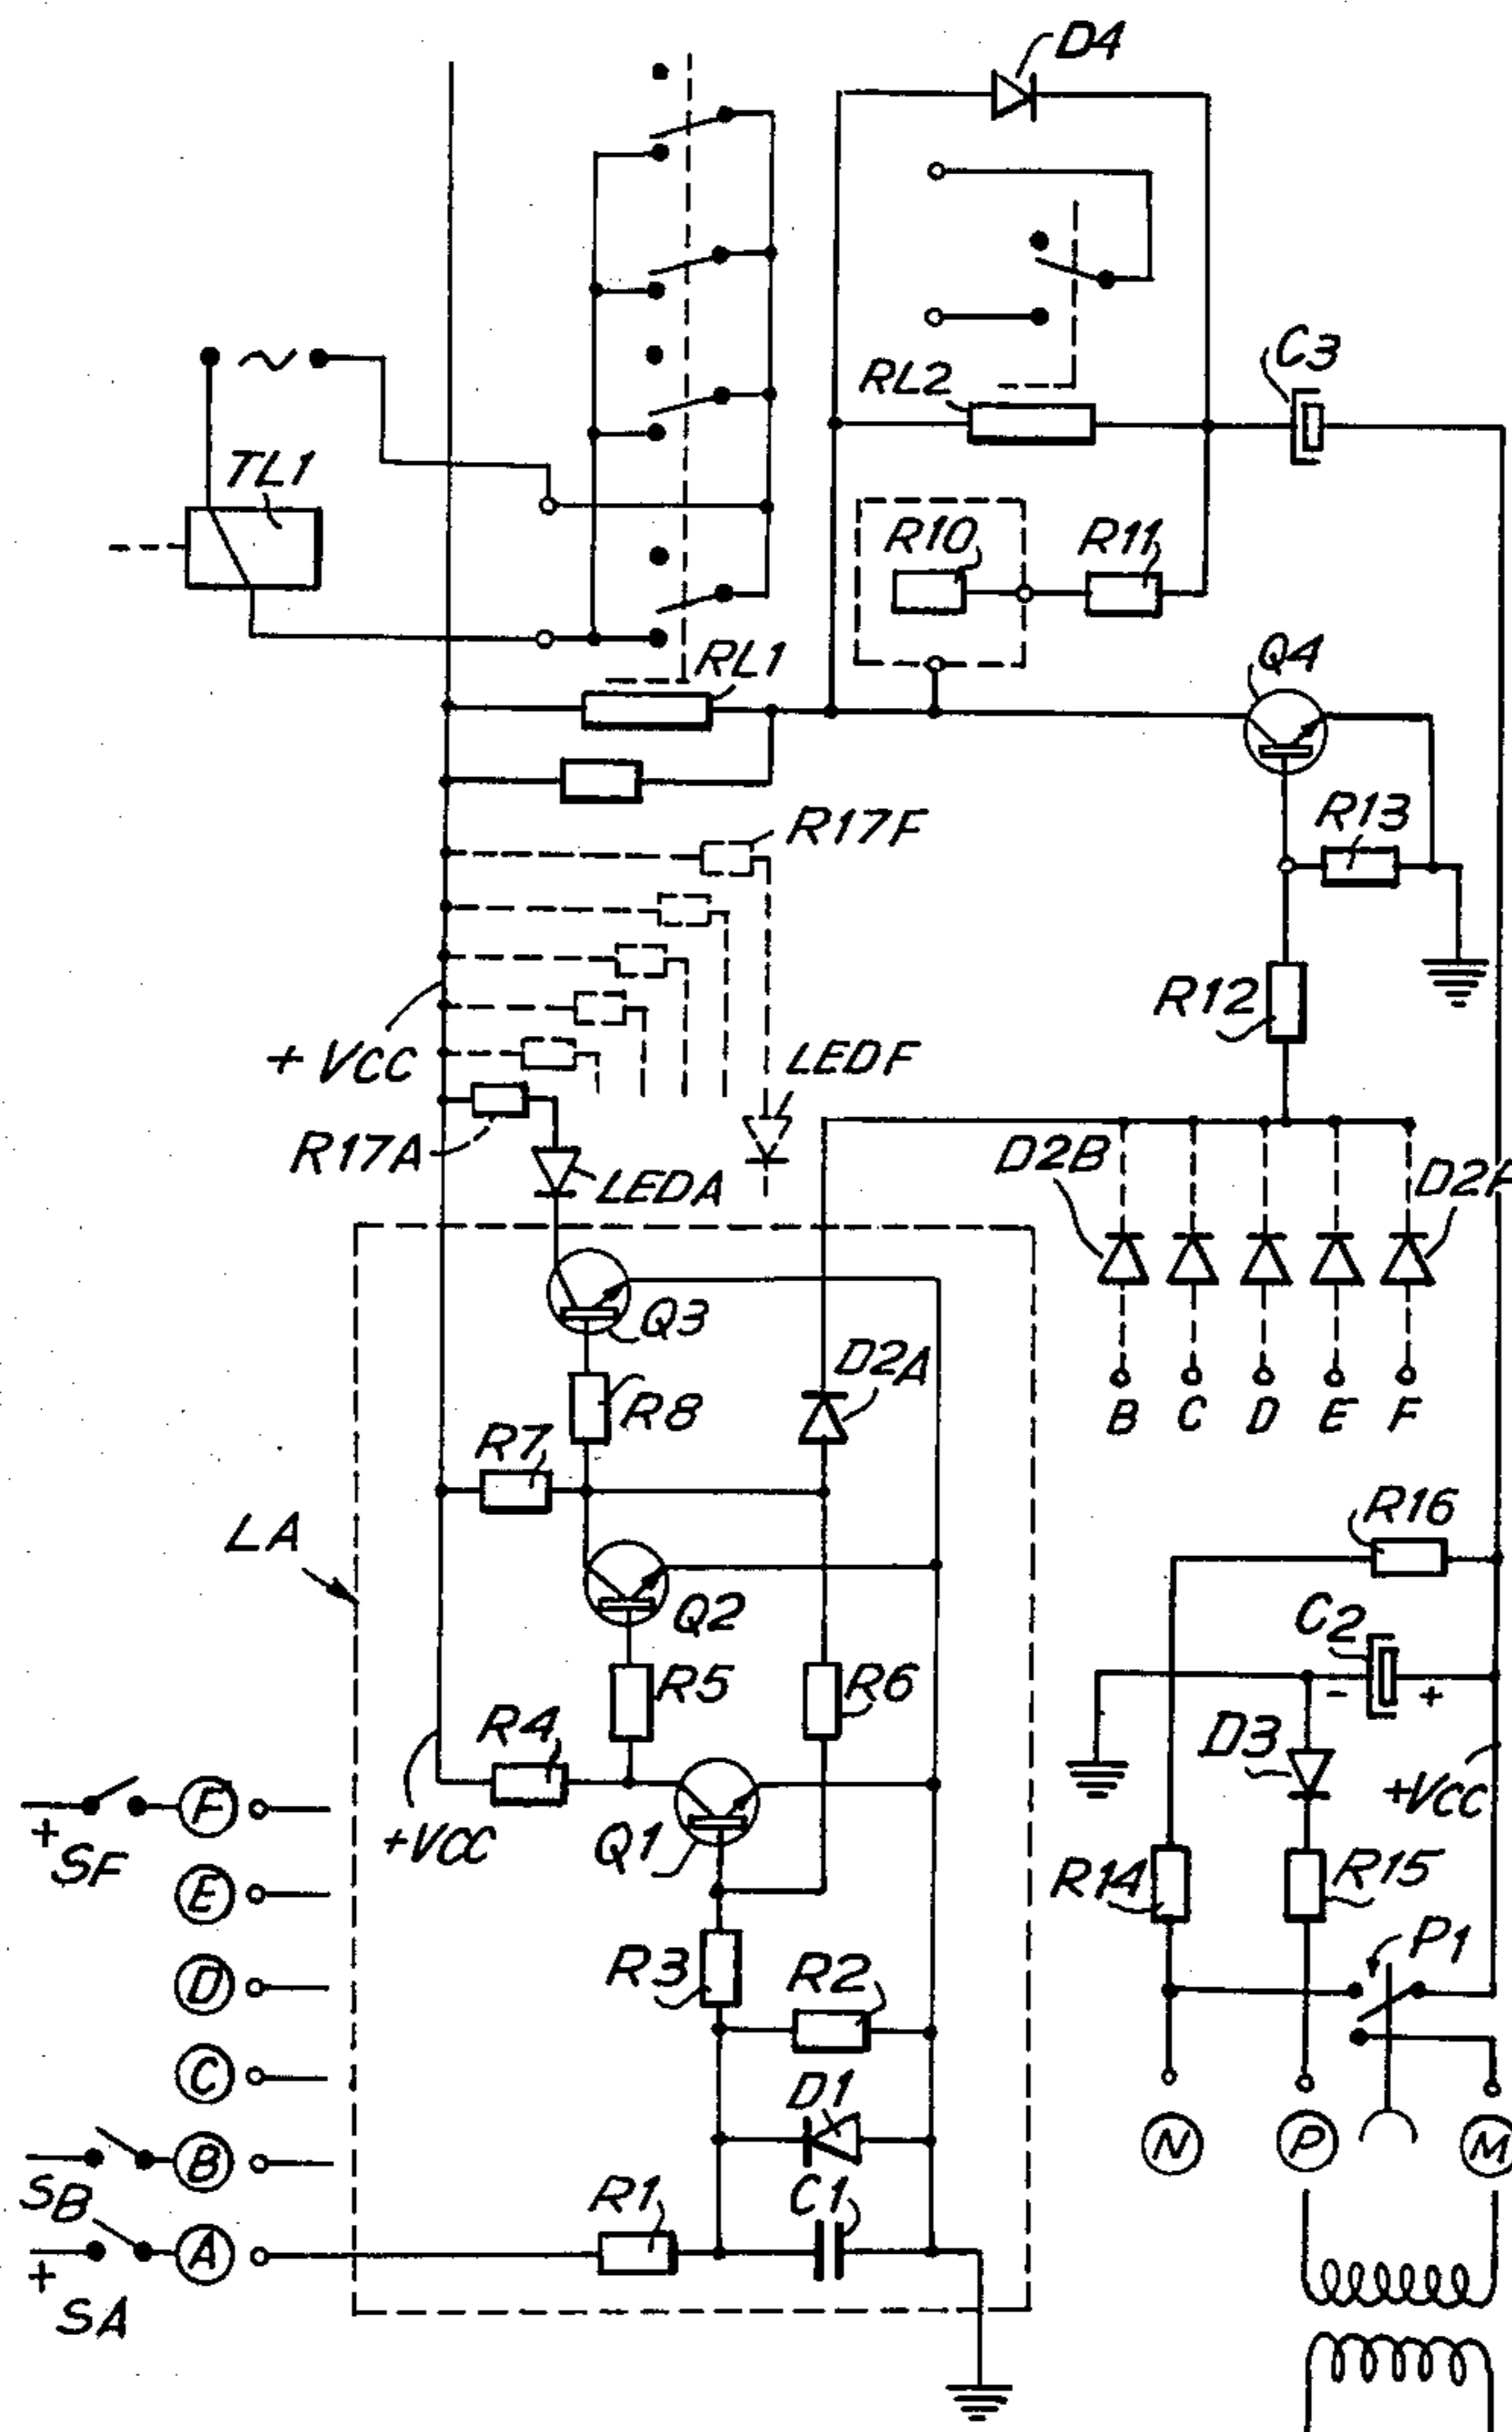 D4
C3
RL2
TL1
R10
R11
RL1
Q4
R17F
R13
R12
+ VCC
LEDF
R17A
LEDA
D2B
D2F
Q3
D2A
R8
B C D E F
R7
R16
LA
Q2
C2
R5
R6
- +
R4
D3
F
+VCC
+VCC
Q1
+
SF
E
R14
R15
P1
R3
R2
D
C
D1
N
P
M
B
SB
R1
C1
A
+
SA